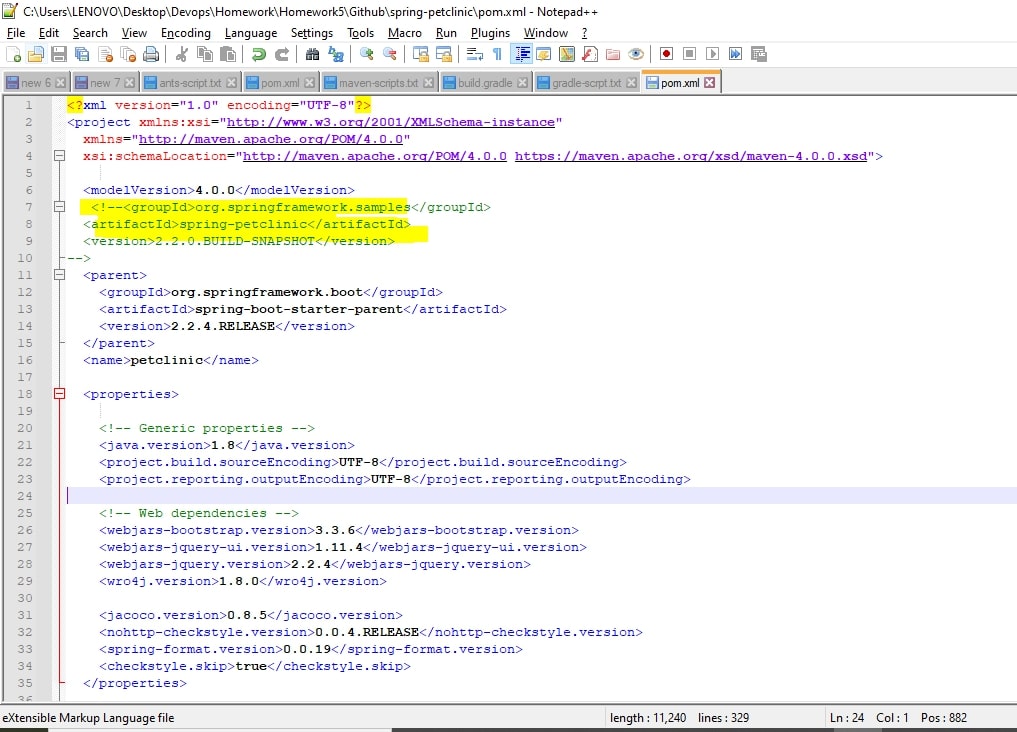 C:\Users\LENOVO\Desktop\Devops\Homework\Homework5\Github\spring-petclinic\pom.xml - Notepad++
File Edit Search View Encoding Language Settings Tools Macro Run Plugins Window ?
new 6 new 7 ants-script.txt pom.xml maven-scripts.txt build.gradle gradle-scrpt.txt pom.xml
1 <?xml version="1.0" encoding="UTF-8"?>
2 <project xmlns:xsi="http://www.w3.org/2001/XMLSchema-instance"
3 xmlns="http://maven.apache.org/POM/4.0.0"
4 xsi:schemaLocation="http://maven.apache.org/POM/4.0.0 https://maven.apache.org/xsd/maven-4.0.0.xsd">
5
6 <modelVersion>4.0.0</modelVersion>
7 <!--<groupId>org.springframework.samples</groupId>
8 <artifactId>spring-petclinic</artifactId>
9 <version>2.2.0.BUILD-SNAPSHOT</version>
10 -->
11 <parent>
12 <groupId>org.springframework.boot</groupId>
13 <artifactId>spring-boot-starter-parent</artifactId>
14 <version>2.2.4.RELEASE</version>
15 </parent>
16 <name>petclinic</name>
17
18 <properties>
19
20 <!-- Generic properties -->
21 <java.version>1.8</java.version>
22 <project.build.sourceEncoding>UTF-8</project.build.sourceEncoding>
23 <project.reporting.outputEncoding>UTF-8</project.reporting.outputEncoding>
24
25 <!-- Web dependencies -->
26 <webjars-bootstrap.version>3.3.6</webjars-bootstrap.version>
27 <webjars-jquery-ui.version>1.11.4</webjars-jquery-ui.version>
28 <webjars-jquery.version>2.2.4</webjars-jquery.version>
29 <wro4j.version>1.8.0</wro4j.version>
30
31 <jacoco.version>0.8.5</jacoco.version>
32 <nohttp-checkstyle.version>0.0.4.RELEASE</nohttp-checkstyle.version>
33 <spring-format.version>0.0.19</spring-format.version>
34 <checkstyle.skip>true</checkstyle.skip>
35 </properties>
36
eXtensible Markup Language file length : 11,240 lines : 329 Ln : 24 Col : 1 Pos : 882